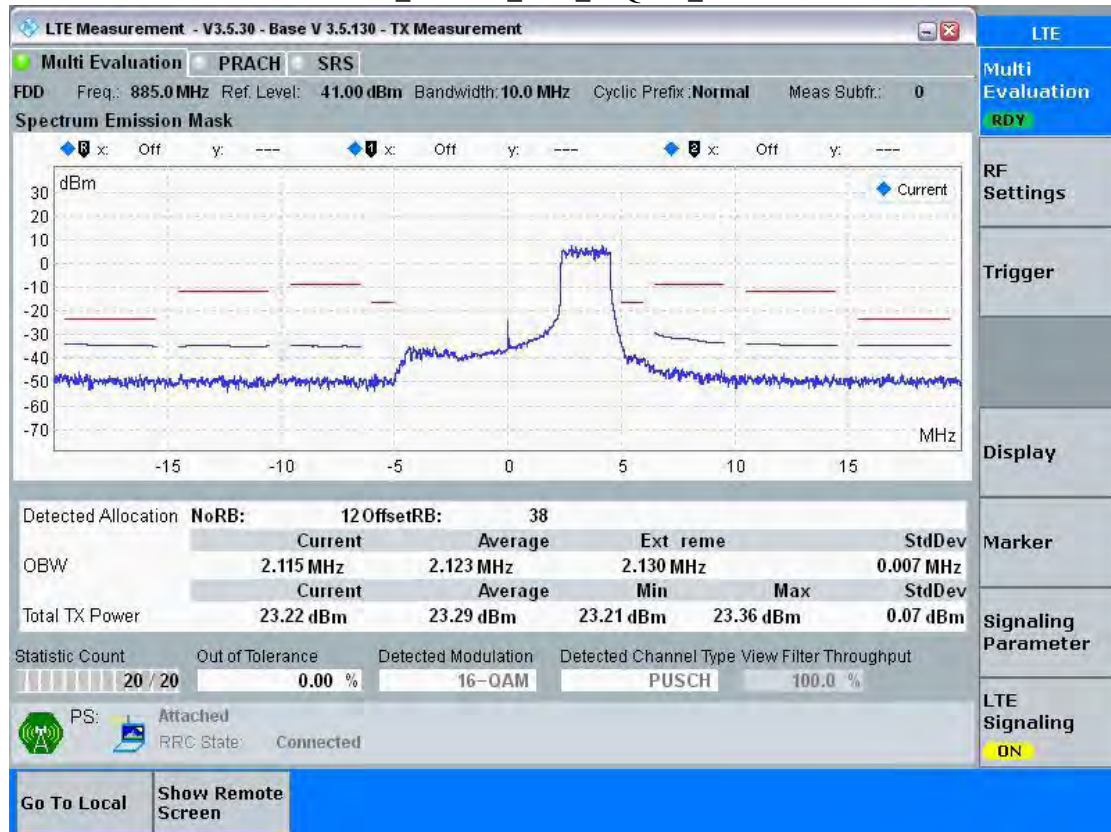 LTE Measurement - V3.5.30 - Base V 3.5.130 - TX Measurement
LTE
Multi Evaluation PRACH SRS
Multi Evaluation
RDY
FDD Freq.: 885.0 MHz Ref. Level: 41.00 dBm Bandwidth: 10.0 MHz Cyclic Prefix : Normal Meas Subfr.: 0
Spectrum Emission Mask
R x: Off y: --- 1 x: Off y: --- 2 x: Off y: ---
dBm
Current
30
20
10
0
-10
-20
-30
-40
-50
-60
-70
MHz
-15 -10 -5 0 5 10 15
RF Settings
Trigger
Display
Marker
Signaling Parameter
LTE Signaling
ON
Detected Allocation NoRB: 12 OffsetRB: 38
Current Average Ext reme StdDev
OBW 2.115 MHz 2.123 MHz 2.130 MHz 0.007 MHz
Current Average Min Max StdDev
Total TX Power 23.22 dBm 23.29 dBm 23.21 dBm 23.36 dBm 0.07 dBm
Statistic Count Out of Tolerance Detected Modulation Detected Channel Type View Filter Throughput
20 / 20 0.00 % 16-QAM PUSCH 100.0 %
PS: Attached
RRC State: Connected
Go To Local
Show Remote Screen